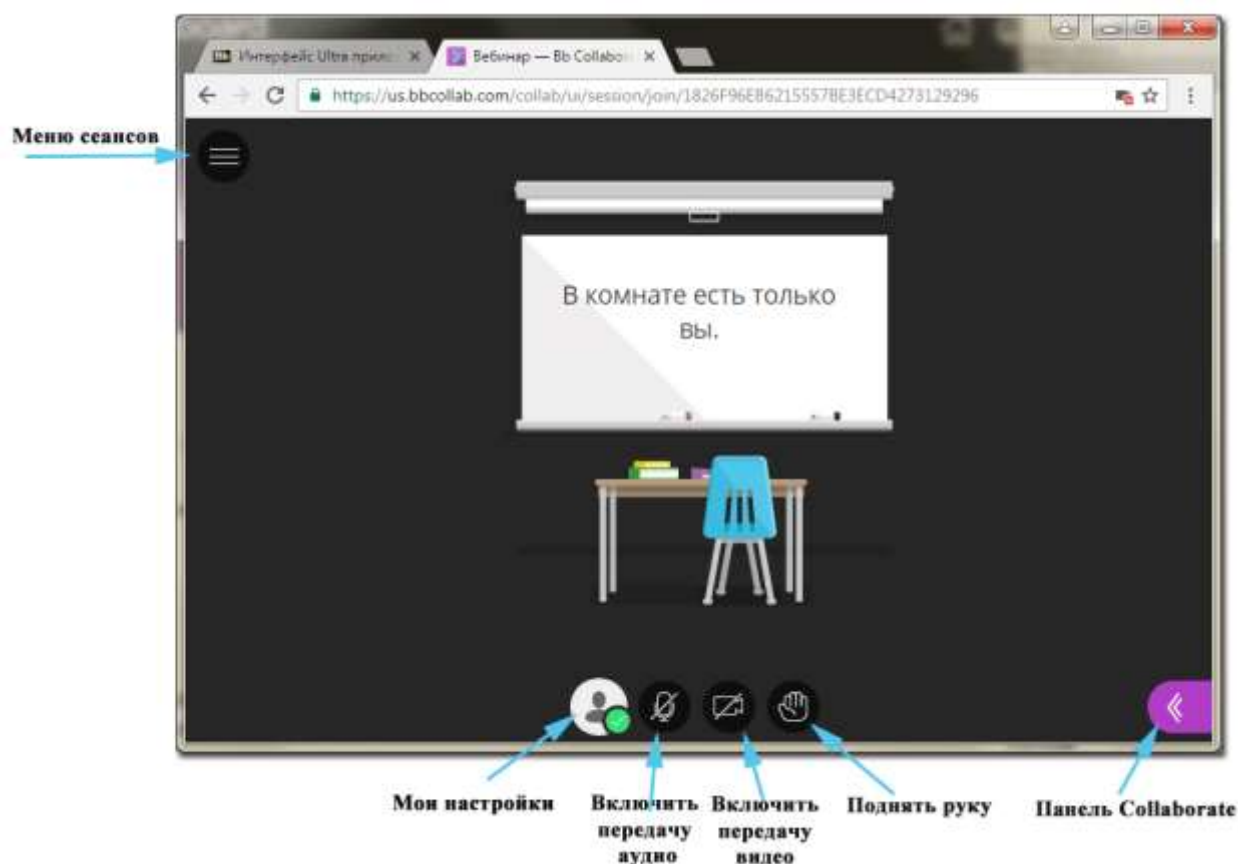 Интерфейс Ultra прило
Вебинар — Bb Collabo
https://us.bbcollab.com/collab/ui/session/join/1826F96EB6215557BE3ECD4273129296
Меню сеансов
В комнате есть только
вы.
Мои настройки
Включить
передачу
аудио
Включить
передачу
видео
Поднять руку
Панель Collaborate